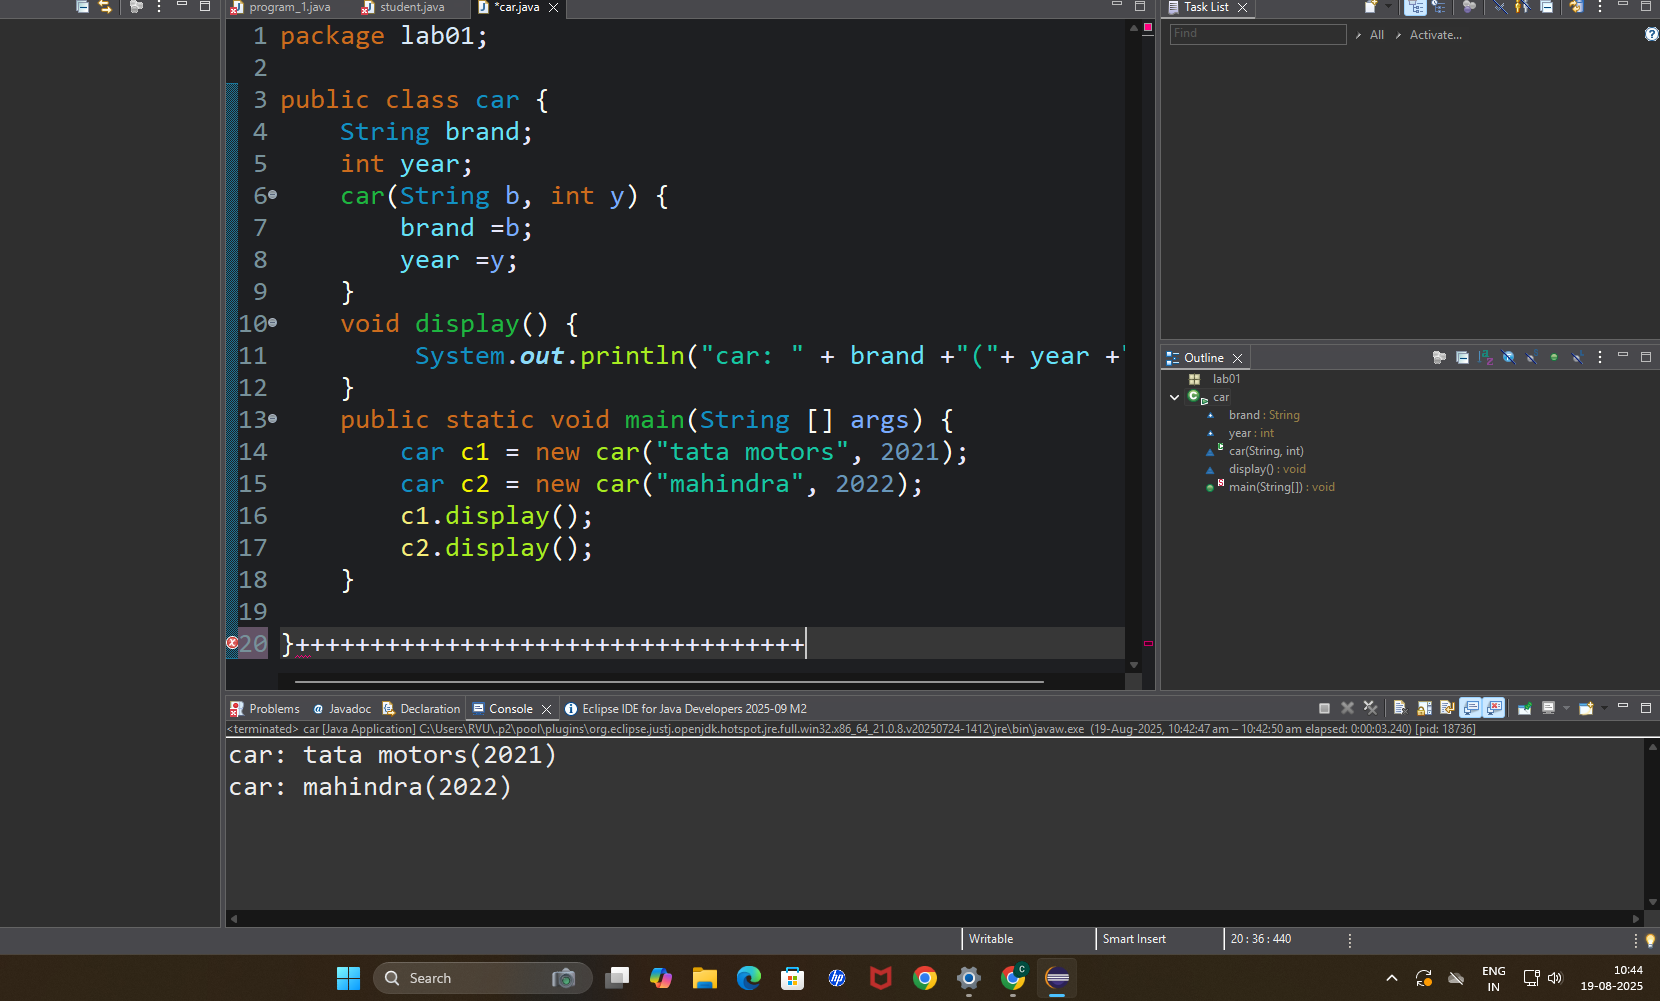 program_1.java
student.java
*car.java
1 package lab01;
2
3 public class car {
4 String brand;
5 int year;
6 car(String b, int y) {
7 brand =b;
8 year =y;
9 }
10 void display() {
11 System.out.println("car: " + brand +"("+ year +"
12 }
13 public static void main(String [] args) {
14 car c1 = new car("tata motors", 2021);
15 car c2 = new car("mahindra", 2022);
16 c1.display();
17 c2.display();
18 }
19
20 }++++++++++++++++++++++++++++++++++
Task List
Find
All
Activate...
Outline
lab01
car
brand : String
year : int
car(String, int)
display() : void
main(String[]) : void
Problems
Javadoc
Declaration
Console
Eclipse IDE for Java Developers 2025-09 M2
<terminated> car [Java Application] C:\Users\RVU\.p2\pool\plugins\org.eclipse.justj.openjdk.hotspot.jre.full.win32.x86_64_21.0.8.v20250724-1412\jre\bin\javaw.exe (19-Aug-2025, 10:42:47 am – 10:42:50 am elapsed: 0:00:03.240) [pid: 18736]
car: tata motors(2021)
car: mahindra(2022)
Writable
Smart Insert
20 : 36 : 440
Search
ENG
IN
10:44
19-08-2025